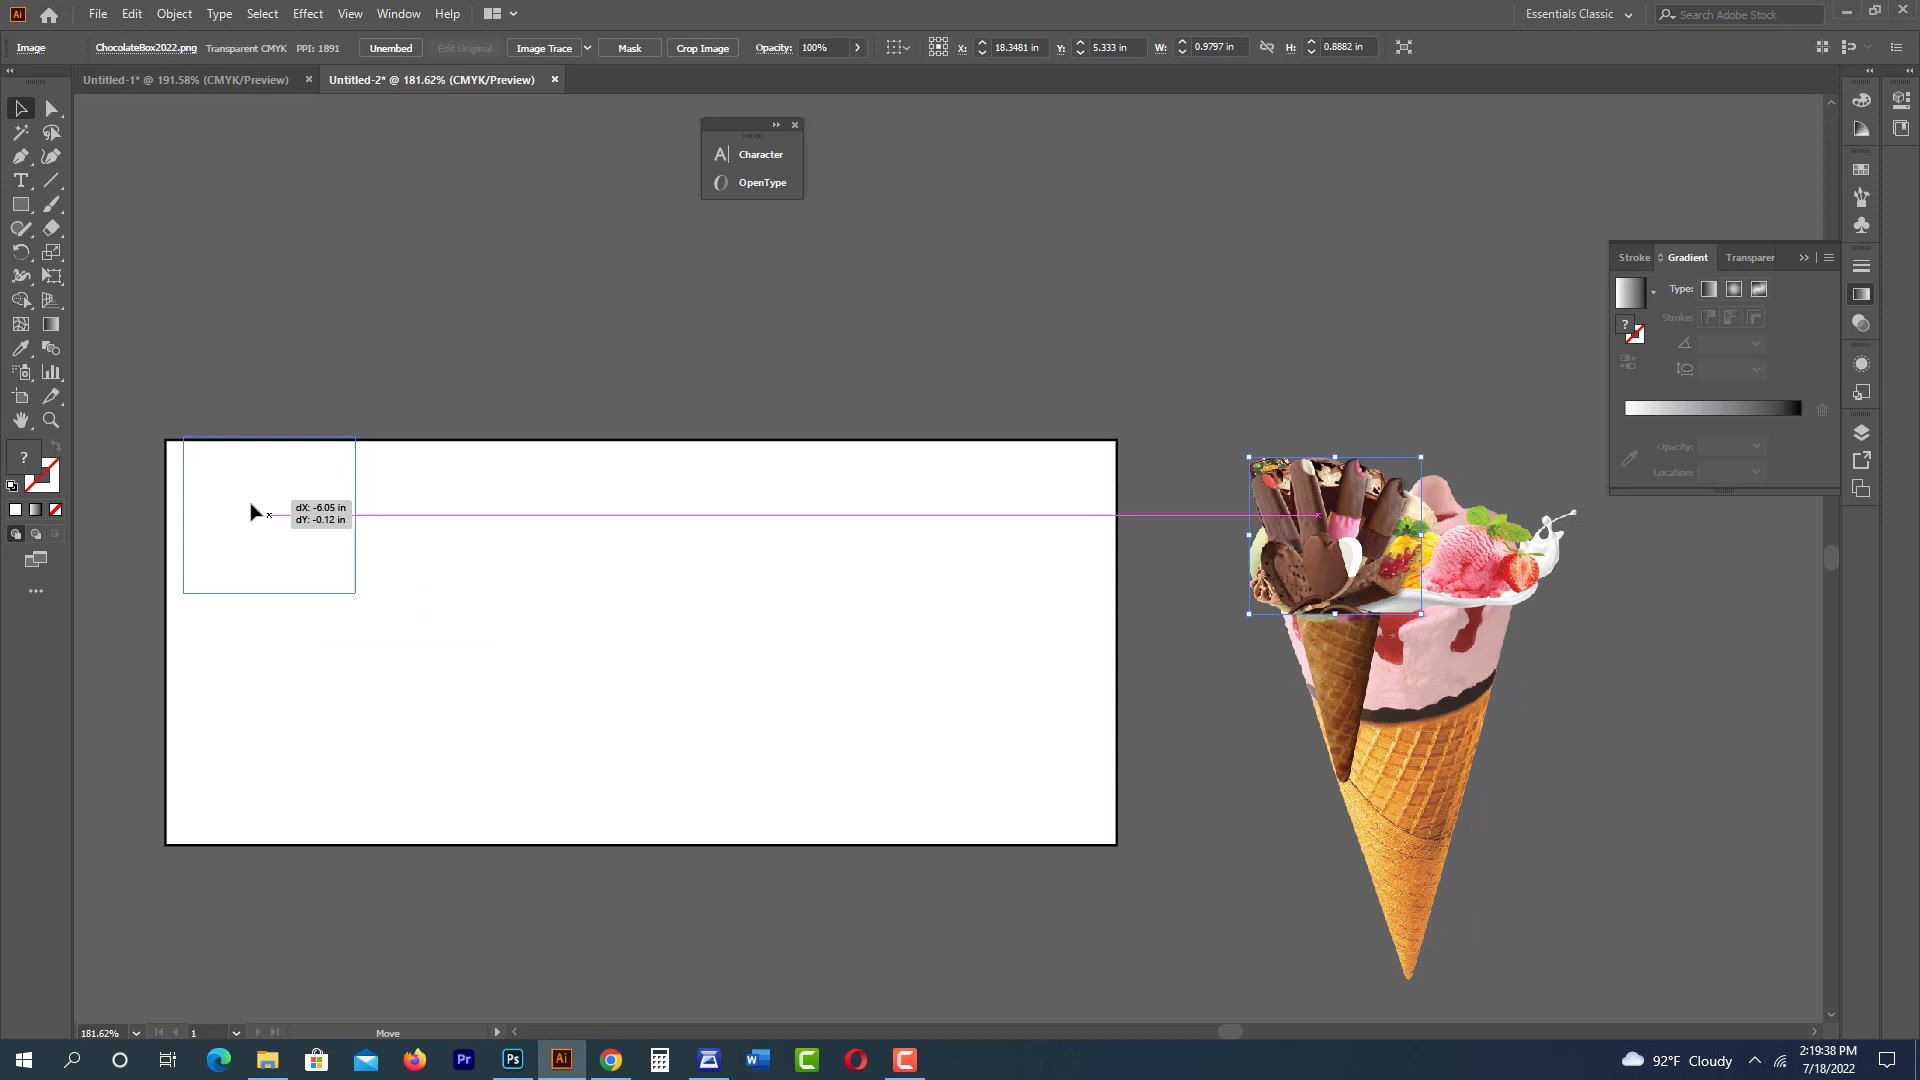 Ai
File Edit Object Type Select Effect View Window Help
Essentials Classic
Search Adobe Stock
Image
ChocolateBox2022.png
Transparent CMYK
PPI: 1891
Unembed
Edit Original
Image Trace
Mask
Crop Image
Opacity: 100%
X: 18.3481 in
Y: 5.333 in
W: 0.9797 in
H: 0.8882 in
Untitled-1* @ 191.58% (CMYK/Preview)
Untitled-2* @ 181.62% (CMYK/Preview)
A Character
O OpenType
Stroke Gradient Transparer
Type:
Stroke:
Opacity:
Location:
?
?
dX: -6.05 in
dY: -0.12 in
181.62%
1
Move
Pr
Ps
Ai
92°F Cloudy
2:19:38 PM
7/18/2022